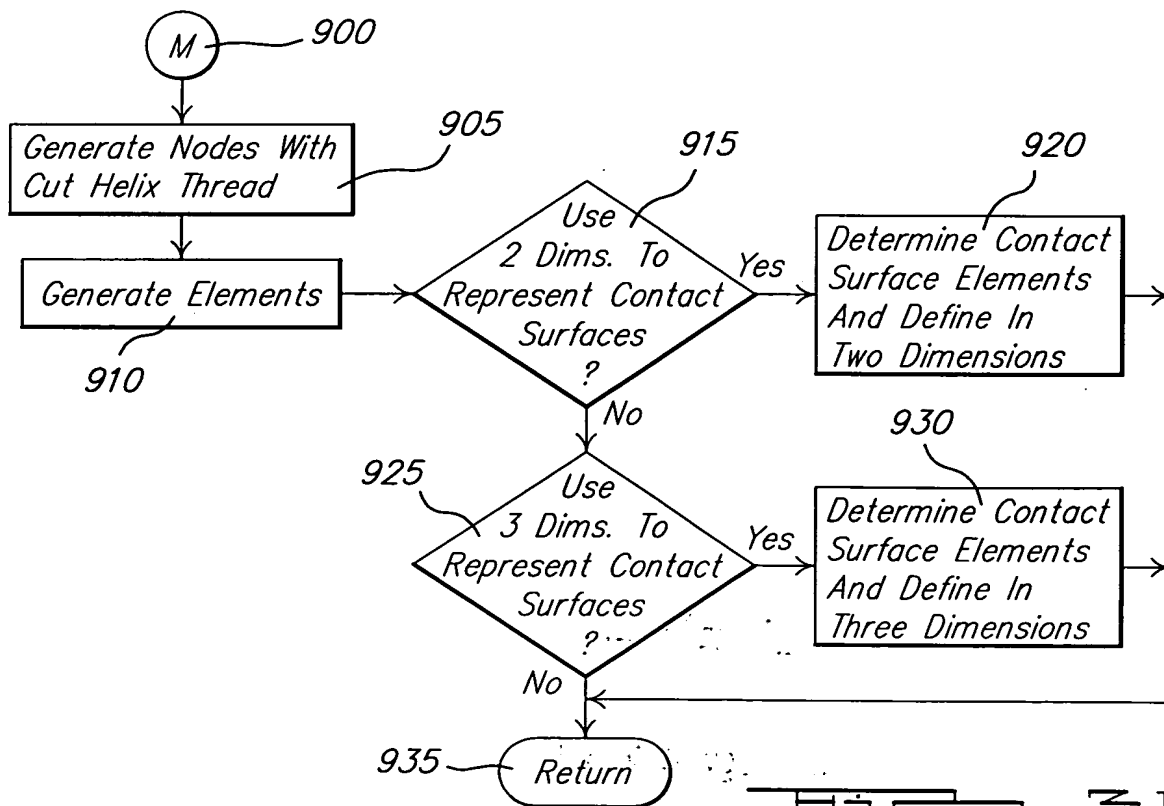 M
900
905
Generate Nodes With
Cut Helix Thread
Generate Elements
910
915
Use
2 Dims. To
Represent Contact
Surfaces
?
Yes
No
920
Determine Contact
Surface Elements
And Define In
Two Dimensions
925
Use
3 Dims. To
Represent Contact
Surfaces
?
Yes
No
930
Determine Contact
Surface Elements
And Define In
Three Dimensions
935
Return